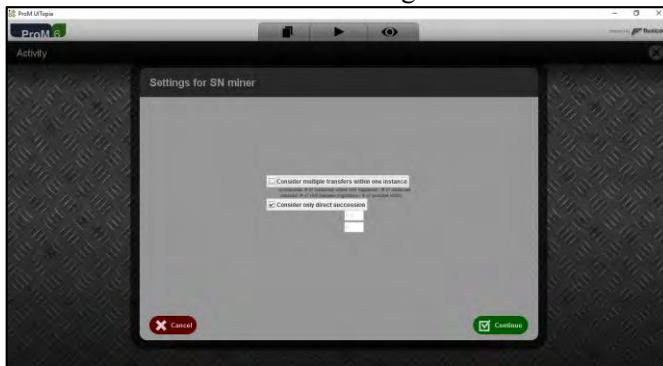 ProM UITopia
ProM 6
Activity
Settings for SN miner
Consider multiple transfers within one instance
Consider only direct succession
Cancel
Continue